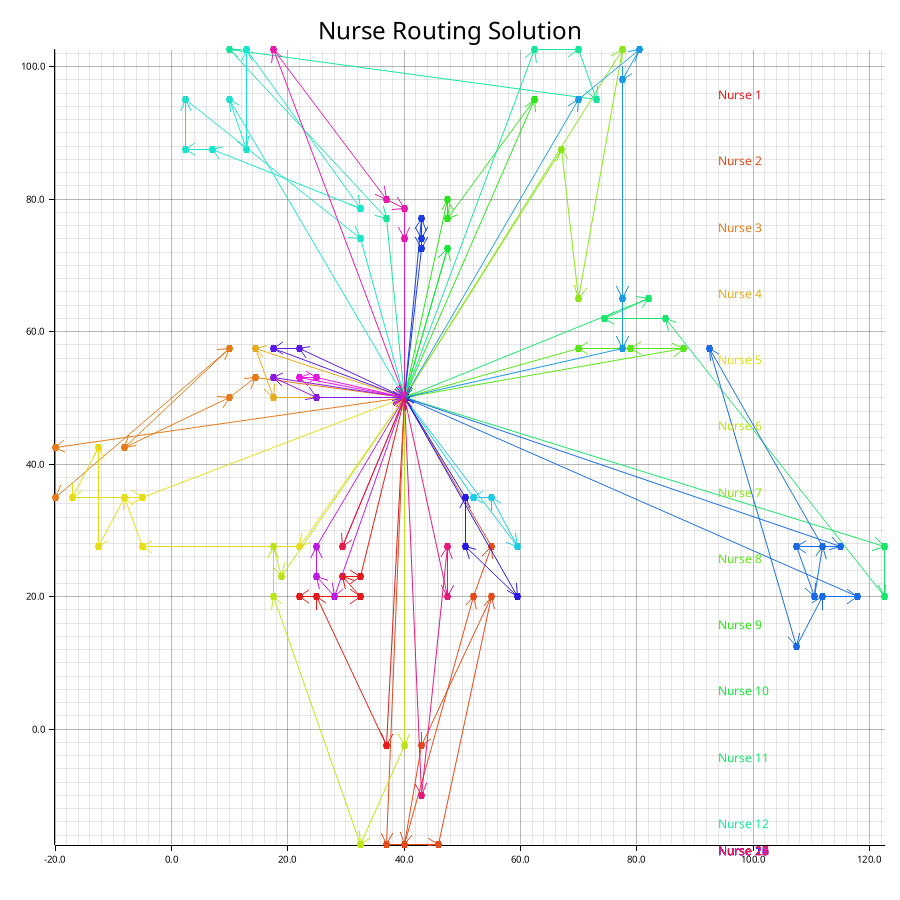 Nurse Routing Solution
100.0
Nurse 1
Nurse 2
80.0
Nurse 3
Nurse 4
60.0
Nurse 5
Nurse 6
40.0
Nurse 7
Nurse 8
20.0
Nurse 9
Nurse 10
0.0
Nurse 11
Nurse 12
Nurse
-20.0 0.0 20.0 40.0 60.0 80.0 100.0 120.0